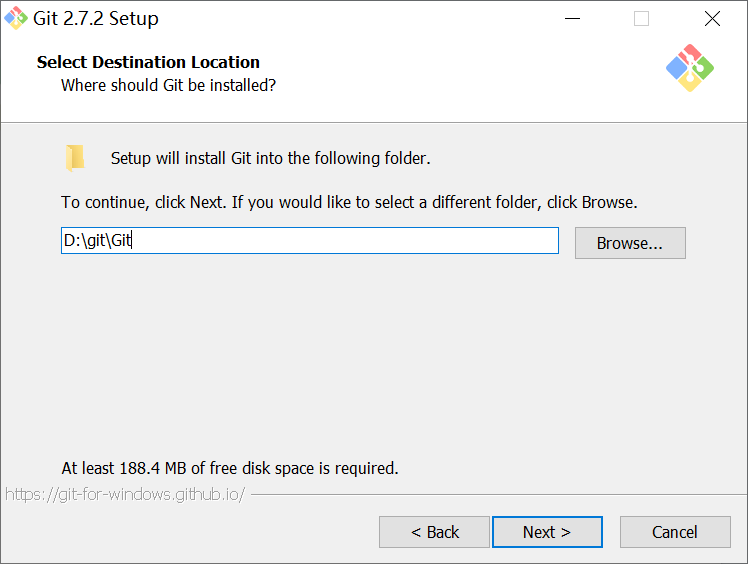 Git 2.7.2 Setup
Select Destination Location
Where should Git be installed?
Setup will install Git into the following folder.
To continue, click Next. If you would like to select a different folder, click Browse.
D:\git\Git
Browse...
At least 188.4 MB of free disk space is required.
https://git-for-windows.github.io/
< Back
Next >
Cancel